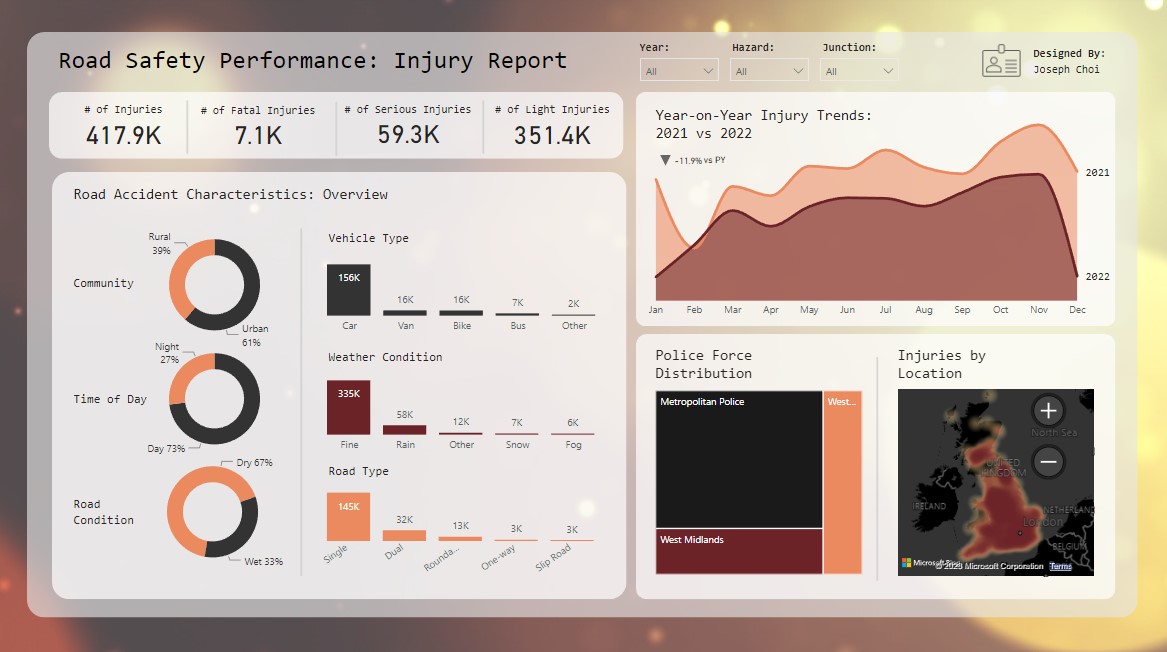 Road Safety Performance: Injury Report
Year:
All
Hazard:
All
Junction:
All
Designed By:
Joseph Choi
# of Injuries
417.9K
# of Fatal Injuries
7.1K
# of Serious Injuries
59.3K
# of Light Injuries
351.4K
Road Accident Characteristics: Overview
Community
Rural
39%
Urban
61%
Time of Day
Night
27%
Day 73%
Road
Condition
Dry 67%
Wet 33%
Vehicle Type
156K
16K
16K
7K
2K
Car
Van
Bike
Bus
Other
Weather Condition
335K
58K
12K
7K
6K
Fine
Rain
Other
Snow
Fog
Road Type
145K
32K
13K
3K
3K
Single
Dual
Rounda...
One-way
Slip Road
Year-on-Year Injury Trends:
2021 vs 2022
-11.9% vs PY
2021
2022
Jan
Feb
Mar
Apr
May
Jun
Jul
Aug
Sep
Oct
Nov
Dec
Police Force
Distribution
Metropolitan Police
West...
West Midlands
Injuries by
Location
+
North Sea
−
UNITED
KINGDOM
IRELAND
NETHERLAND
London
BELGIUM
Microsoft
Microsoft Corporation
Terms